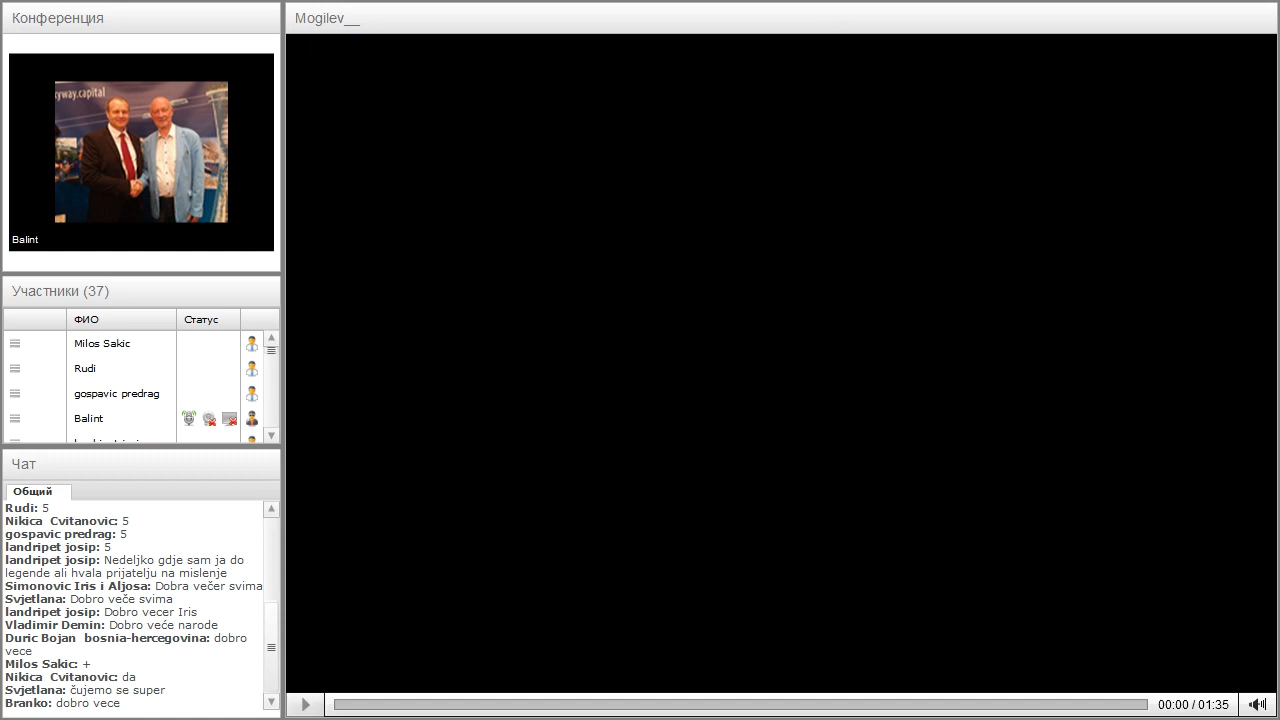 Конференция
yway.capital
Balint
Участники (37)
ФИО Статус
Milos Sakic
Rudi
gospavic predrag
Balint
Чат
Общий
Rudi: 5
Nikica Cvitanovic: 5
gospavic predrag: 5
landripet josip: 5
landripet josip: Nedeljko gdje sam ja do
legende ali hvala prijatelju na mislenje
Simonovic Iris i Aljosa: Dobra večer svima
Svjetlana: Dobro veče svima
landripet josip: Dobro vecer Iris
Vladimir Demin: Dobro veće narode
Duric Bojan bosnia-hercegovina: dobro
vece
Milos Sakic: +
Nikica Cvitanovic: da
Svjetlana: čujemo se super
Branko: dobro vece
Mogilev__
00:00 / 01:35